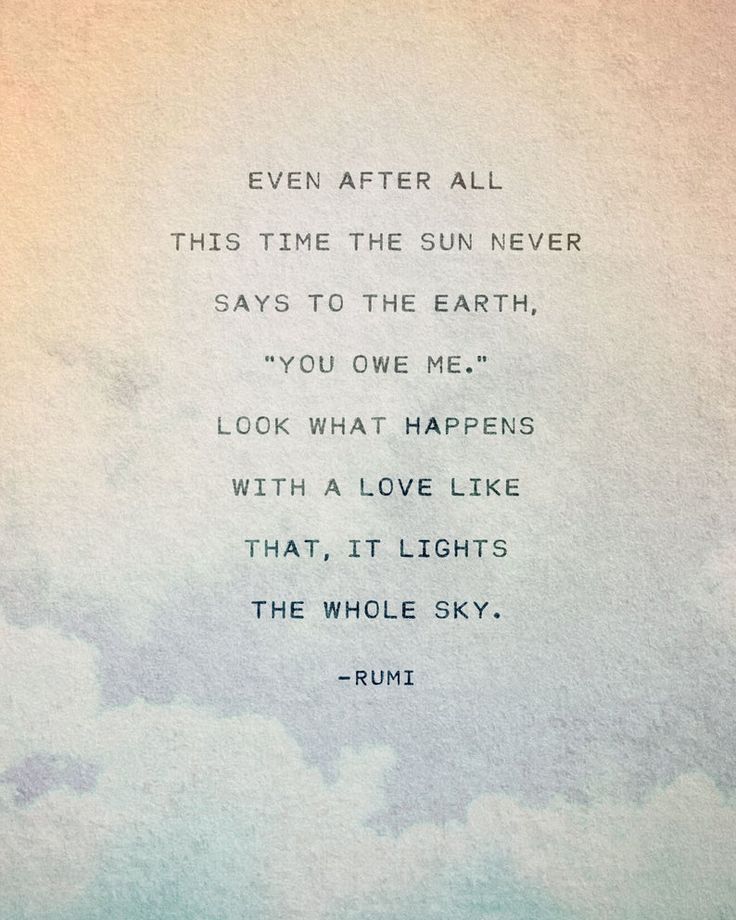 EVEN AFTER ALL
THIS TIME THE SUN NEVER
SAYS TO THE EARTH,
"YOU OWE ME."
LOOK WHAT HAPPENS
WITH A LOVE LIKE
THAT, IT LIGHTS
THE WHOLE SKY.
-RUMI